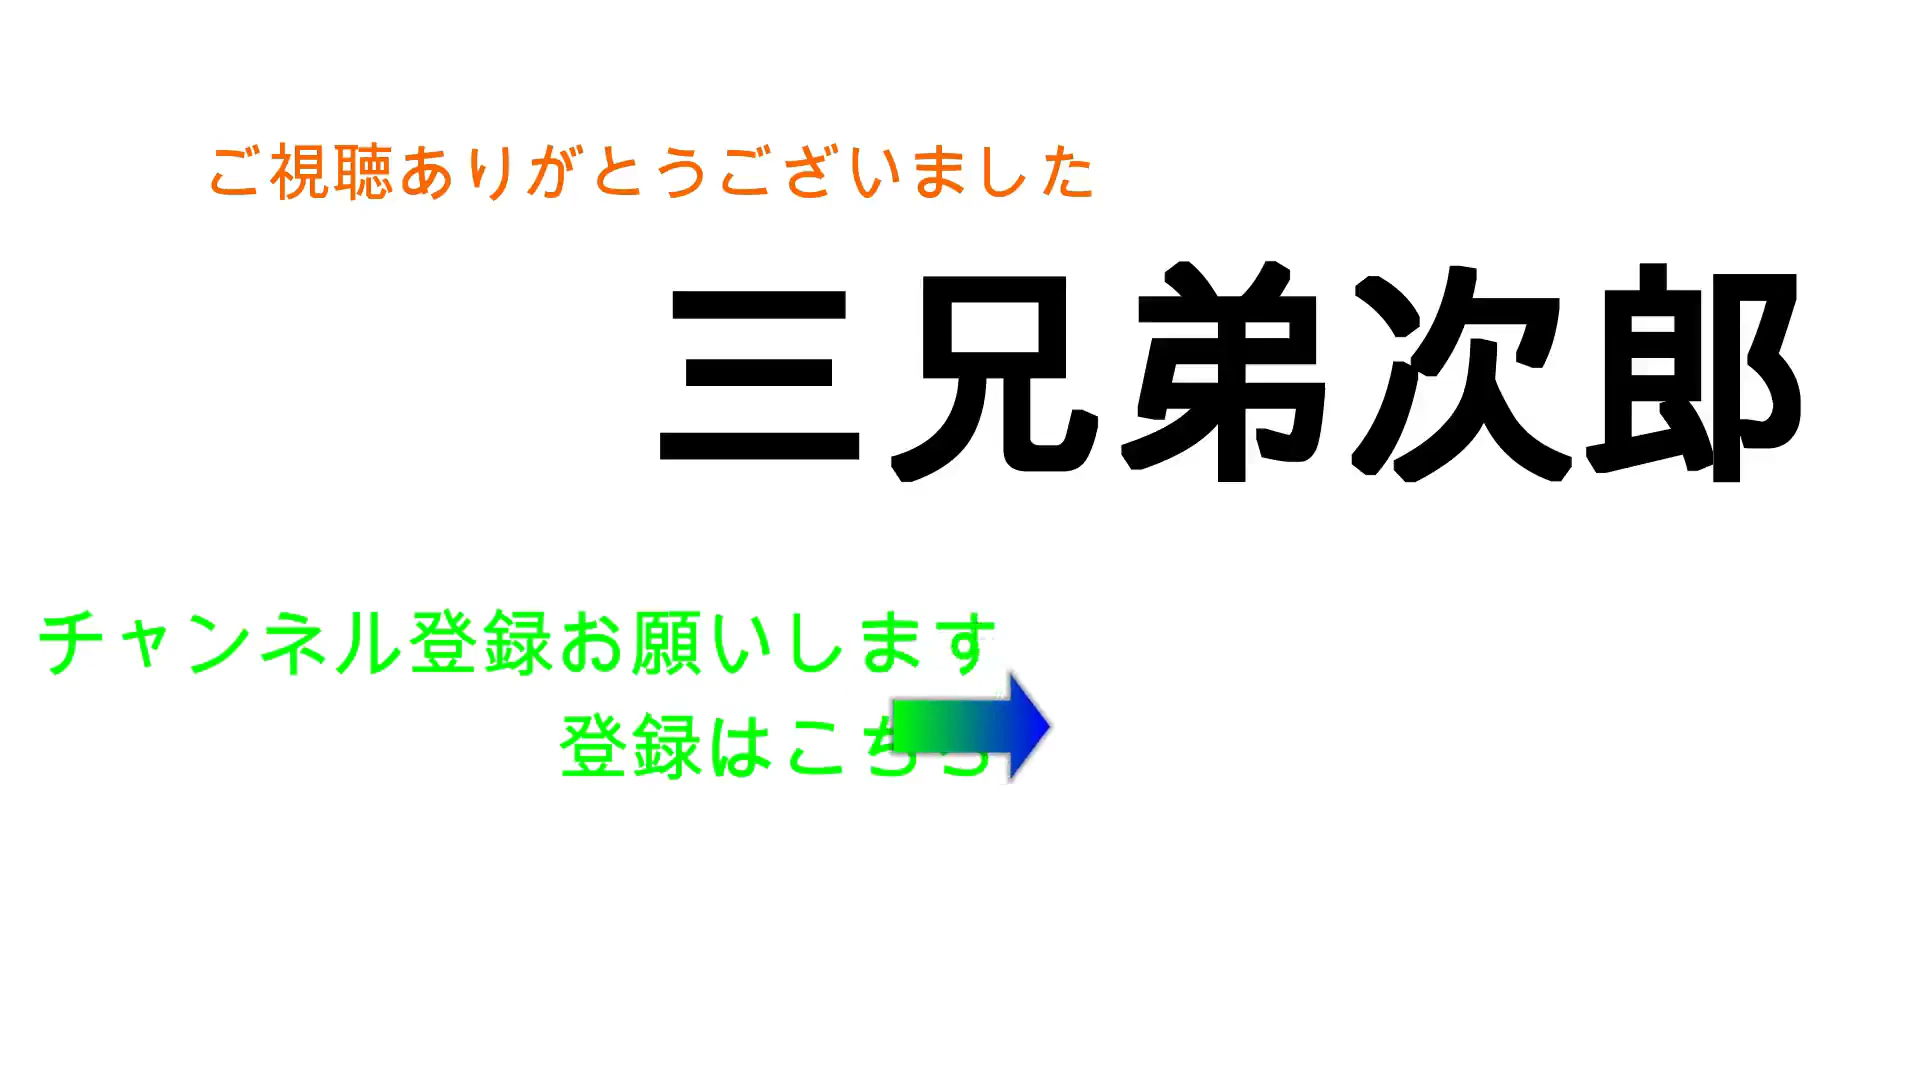 ご視聴ありがとうございました
三兄弟次郎
チャンネル登録お願いします
登録はこちら